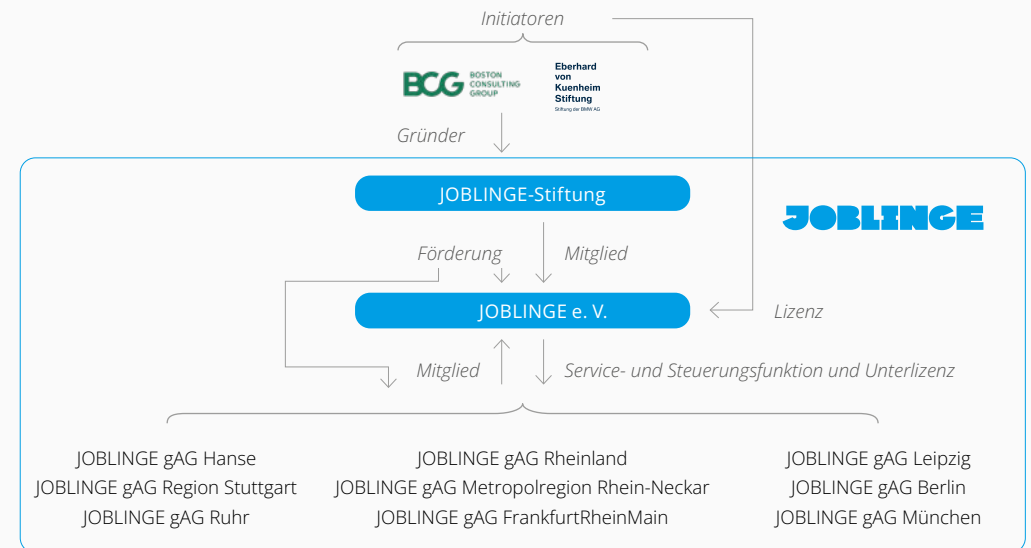 Initiatoren
BCG BOSTON
CONSULTING
GROUP
Eberhard
von
Kuenheim
Stiftung
Stiftung der BMW AG
Gründer
JOBLINGE-Stiftung
JOBLINGE
Förderung
Mitglied
JOBLINGE e. V.
Lizenz
Mitglied
Service- und Steuerungsfunktion und Unterlizenz
JOBLINGE gAG Hanse
JOBLINGE gAG Region Stuttgart
JOBLINGE gAG Ruhr
JOBLINGE gAG Rheinland
JOBLINGE gAG Metropolregion Rhein-Neckar
JOBLINGE gAG FrankfurtRheinMain
JOBLINGE gAG Leipzig
JOBLINGE gAG Berlin
JOBLINGE gAG München